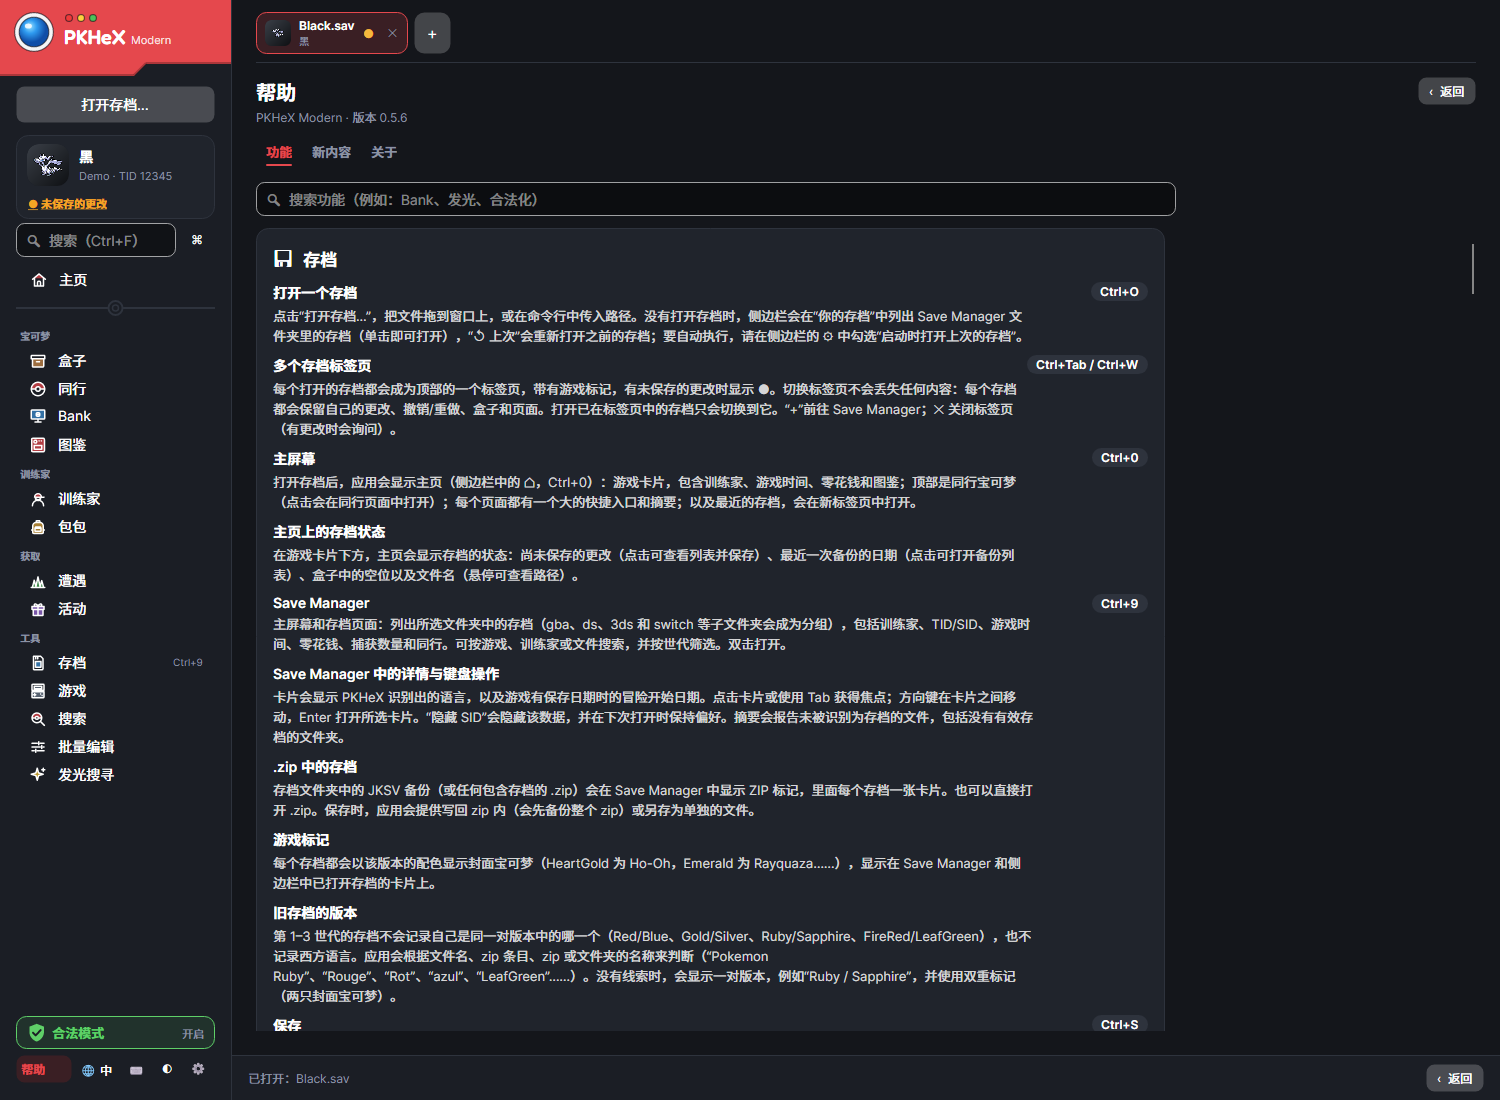 PKHeX Modern
打开存档...
黑
Demo · TID 12345
未保存的更改
搜索（Ctrl+F）
⌘
主页
宝可梦
盒子
同行
Bank
图鉴
训练家
训练家
包包
获取
遭遇
活动
工具
存档 Ctrl+9
游戏
搜索
批量编辑
发光搜寻
合法模式 开启
帮助 中
Black.sav
黑
+
帮助
‹ 返回
PKHeX Modern · 版本 0.5.6
功能 新内容 关于
搜索功能（例如：Bank、发光、合法化）
存档
打开一个存档 Ctrl+O
点击“打开存档...”，把文件拖到窗口上，或在命令行中传入路径。没有打开存档时，侧边栏会在“你的存档”中列出 Save Manager 文
件夹里的存档（单击即可打开），“↺ 上次”会重新打开之前的存档；要自动执行，请在侧边栏的 ⚙ 中勾选“启动时打开上次的存档”。
多个存档标签页 Ctrl+Tab / Ctrl+W
每个打开的存档都会成为顶部的一个标签页，带有游戏标记，有未保存的更改时显示 ●。切换标签页不会丢失任何内容：每个存档
都会保留自己的更改、撤销/重做、盒子和页面。打开已在标签页中的存档只会切换到它。“+”前往 Save Manager；✕ 关闭标签页
（有更改时会询问）。
主屏幕 Ctrl+0
打开存档后，应用会显示主页（侧边栏中的 ⌂，Ctrl+0）：游戏卡片，包含训练家、游戏时间、零花钱和图鉴；顶部是同行宝可梦
（点击会在同行页面中打开）；每个页面都有一个大的快捷入口和摘要；以及最近的存档，会在新标签页中打开。
主页上的存档状态
在游戏卡片下方，主页会显示存档的状态：尚未保存的更改（点击可查看列表并保存）、最近一次备份的日期（点击可打开备份列
表）、盒子中的空位以及文件名（悬停可查看路径）。
Save Manager Ctrl+9
主屏幕和存档页面：列出所选文件夹中的存档（gba、ds、3ds 和 switch 等子文件夹会成为分组），包括训练家、TID/SID、游戏时
间、零花钱、捕获数量和同行。可按游戏、训练家或文件搜索，并按世代筛选。双击打开。
Save Manager 中的详情与键盘操作
卡片会显示 PKHeX 识别出的语言，以及游戏有保存日期时的冒险开始日期。点击卡片或使用 Tab 获得焦点；方向键在卡片之间移
动，Enter 打开所选卡片。“隐藏 SID”会隐藏该数据，并在下次打开时保持偏好。摘要会报告未被识别为存档的文件，包括没有有效存
档的文件夹。
.zip 中的存档
存档文件夹中的 JKSV 备份（或任何包含存档的 .zip）会在 Save Manager 中显示 ZIP 标记，里面每个存档一张卡片。也可以直接打
开 .zip。保存时，应用会提供写回 zip 内（会先备份整个 zip）或另存为单独的文件。
游戏标记
每个存档都会以该版本的配色显示封面宝可梦（HeartGold 为 Ho-Oh，Emerald 为 Rayquaza......），显示在 Save Manager 和侧
边栏中已打开存档的卡片上。
旧存档的版本
第 1–3 世代的存档不会记录自己是同一对版本中的哪一个（Red/Blue、Gold/Silver、Ruby/Sapphire、FireRed/LeafGreen），也不
记录西方语言。应用会根据文件名、zip 条目、zip 或文件夹的名称来判断（“Pokemon
Ruby”、“Rouge”、“Rot”、“azul”、“LeafGreen”......）。没有线索时，会显示一对版本，例如“Ruby / Sapphire”，并使用双重标记
（两只封面宝可梦）。
保存 Ctrl+S
已打开：Black.sav
‹ 返回